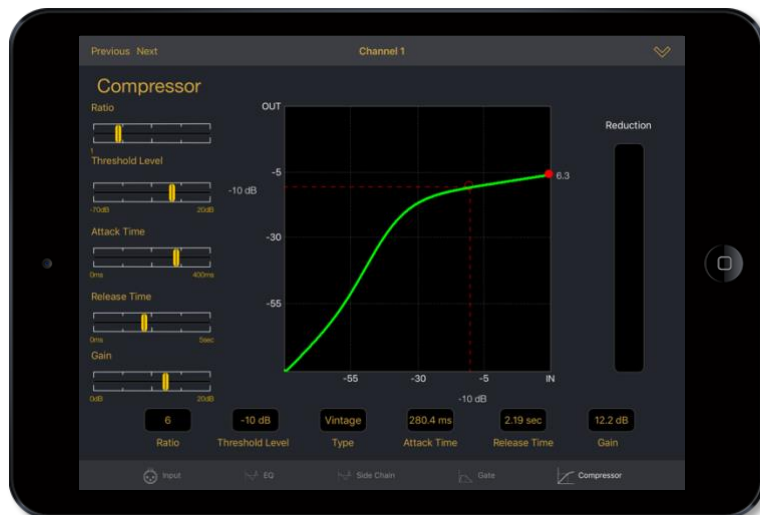 Previous Next
Channel 1
Compressor
Ratio
1
Threshold Level
-70dB 20dB
Attack Time
0ms 400ms
Release Time
0ms 5sec
Gain
0dB 20dB
OUT
-5
-10 dB
-30
-55
6.3
-55 -30 -5 IN
-10 dB
Reduction
6 -10 dB Vintage 280.4 ms 2.19 sec 12.2 dB
Ratio Threshold Level Type Attack Time Release Time Gain
Input EQ Side Chain Gate Compressor